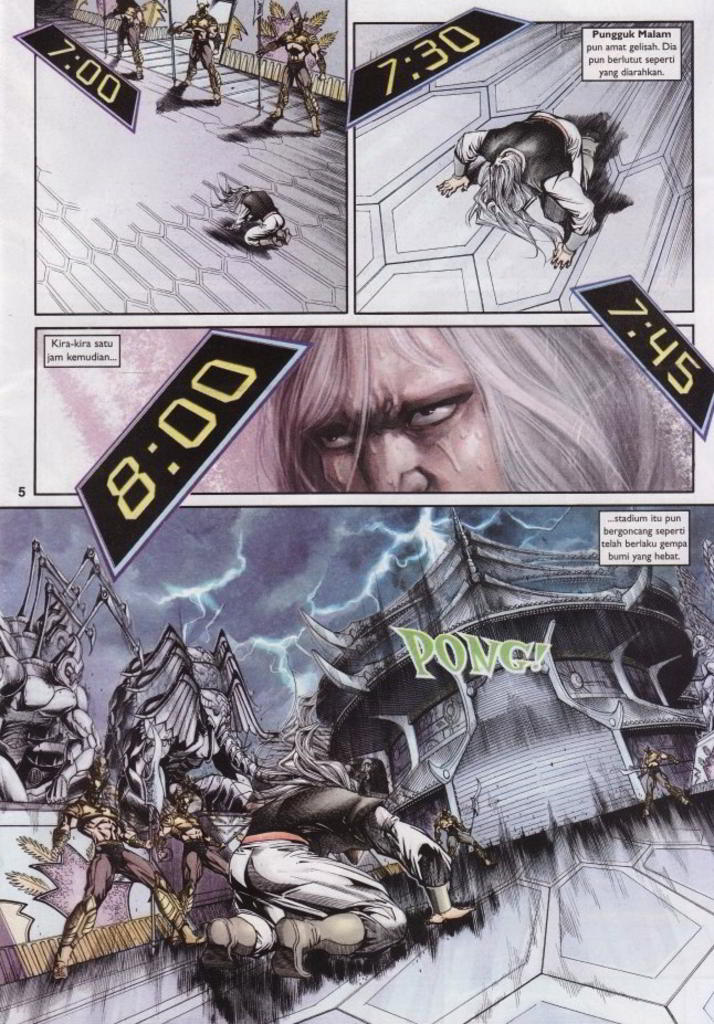 7:00
7:30
Pungguk Malam
pun amat gelisah. Dia
pun berlutut seperti
yang diarahkan.
7:45
Kira-kira satu
jam kemudian...
8:00
5
...stadium itu pun
bergoncang seperti
telah berlaku gempa
bumi yang hebat.
PONG!